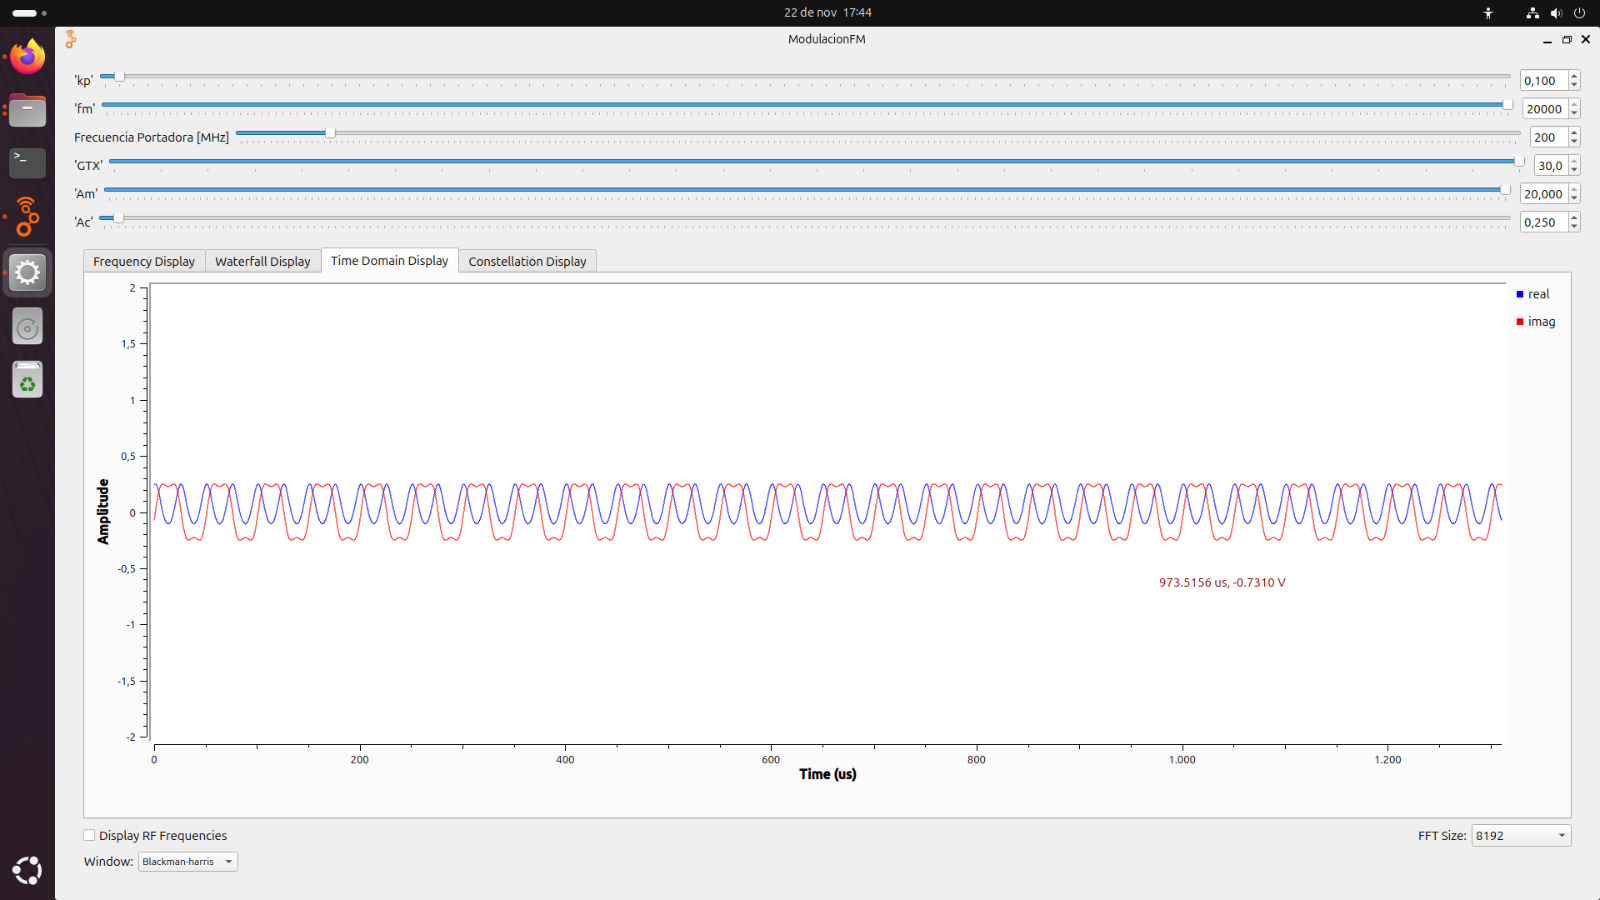 22 de nov 17:44
ModulacionFM
'kp' 0,100
'fm' 20000
Frecuencia Portadora [MHz] 200
'GTX' 30,0
'Am' 20,000
'Ac' 0,250
Frequency Display Waterfall Display Time Domain Display Constellation Display
2
1,5
1
0,5
0
-0,5
-1
-1,5
-2
Amplitude
real
imag
973.5156 us, -0.7310 V
0 200 400 600 800 1.000 1.200
Time (us)
Display RF Frequencies
FFT Size: 8192
Window: Blackman-harris